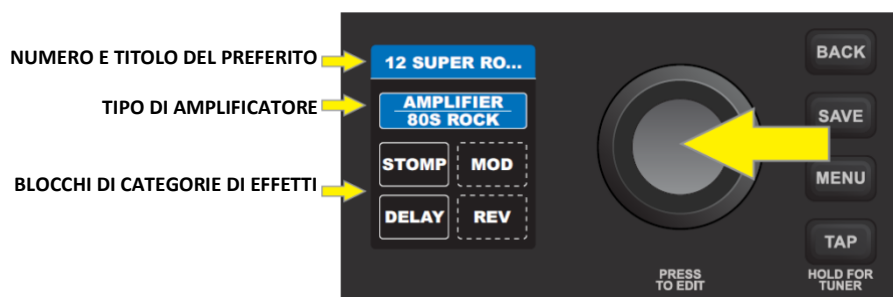 NUMERO E TITOLO DEL PREFERITO
TIPO DI AMPLIFICATORE
BLOCCHI DI CATEGORIE DI EFFETTI
12 SUPER RO...
AMPLIFIER
80S ROCK
STOMP
MOD
DELAY
REV
PRESS
TO EDIT
BACK
SAVE
MENU
TAP
HOLD FOR
TUNER